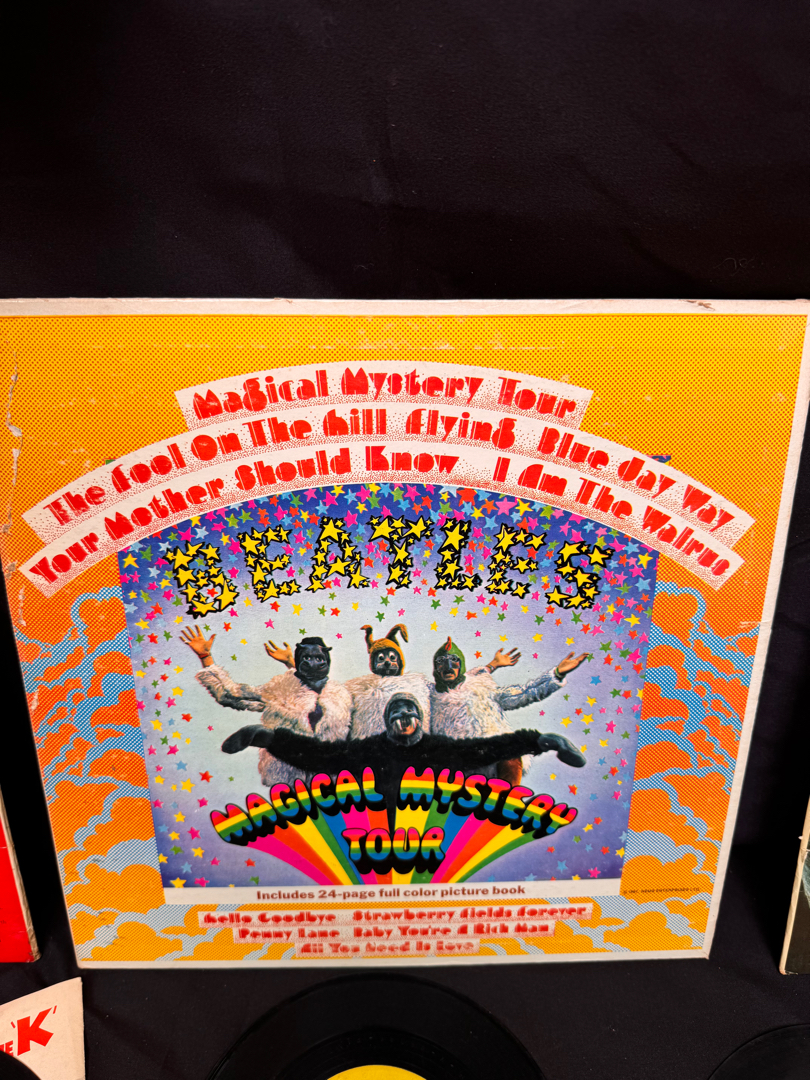 Magical Mystery Tour
The Fool On The Hill Flying Blue Jay Way
Your Mother Should Know I Am The Walrus
BEATLES
MAGICAL MYSTERY
TOUR
Includes 24-page full color picture book
Hello Goodbye Strawberry Fields Forever
Penny Lane Baby You're A Rich Man
All You Need Is Love
'K'